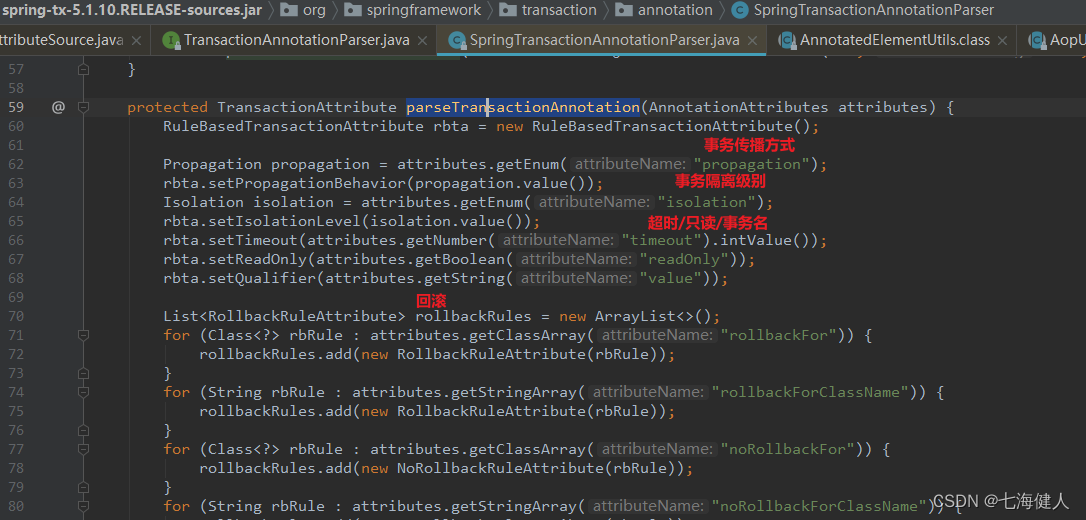 spring-tx-5.1.10.RELEASE-sources.jar org springframework transaction annotation SpringTransactionAnnotationParser
ttributeSource.java TransactionAnnotationParser.java SpringTransactionAnnotationParser.java AnnotatedElementUtils.class AopU
57 }
58
59 @ protected TransactionAttribute parseTransactionAnnotation(AnnotationAttributes attributes) {
60 RuleBasedTransactionAttribute rbta = new RuleBasedTransactionAttribute();
61 事务传播方式
62 Propagation propagation = attributes.getEnum( attributeName: "propagation");
63 rbta.setPropagationBehavior(propagation.value()); 事务隔离级别
64 Isolation isolation = attributes.getEnum( attributeName: "isolation");
65 rbta.setIsolationLevel(isolation.value()); 超时/只读/事务名
66 rbta.setTimeout(attributes.getNumber( attributeName: "timeout").intValue());
67 rbta.setReadOnly(attributes.getBoolean( attributeName: "readOnly"));
68 rbta.setQualifier(attributes.getString( attributeName: "value"));
69 回滚
70 List<RollbackRuleAttribute> rollbackRules = new ArrayList<>();
71 for (Class<?> rbRule : attributes.getClassArray( attributeName: "rollbackFor")) {
72 rollbackRules.add(new RollbackRuleAttribute(rbRule));
73 }
74 for (String rbRule : attributes.getStringArray( attributeName: "rollbackForClassName")) {
75 rollbackRules.add(new RollbackRuleAttribute(rbRule));
76 }
77 for (Class<?> rbRule : attributes.getClassArray( attributeName: "noRollbackFor")) {
78 rollbackRules.add(new NoRollbackRuleAttribute(rbRule));
79 }
80 for (String rbRule : attributes.getStringArray( attributeName: "noRollbackForClassName")) {
CSDN @七海健人